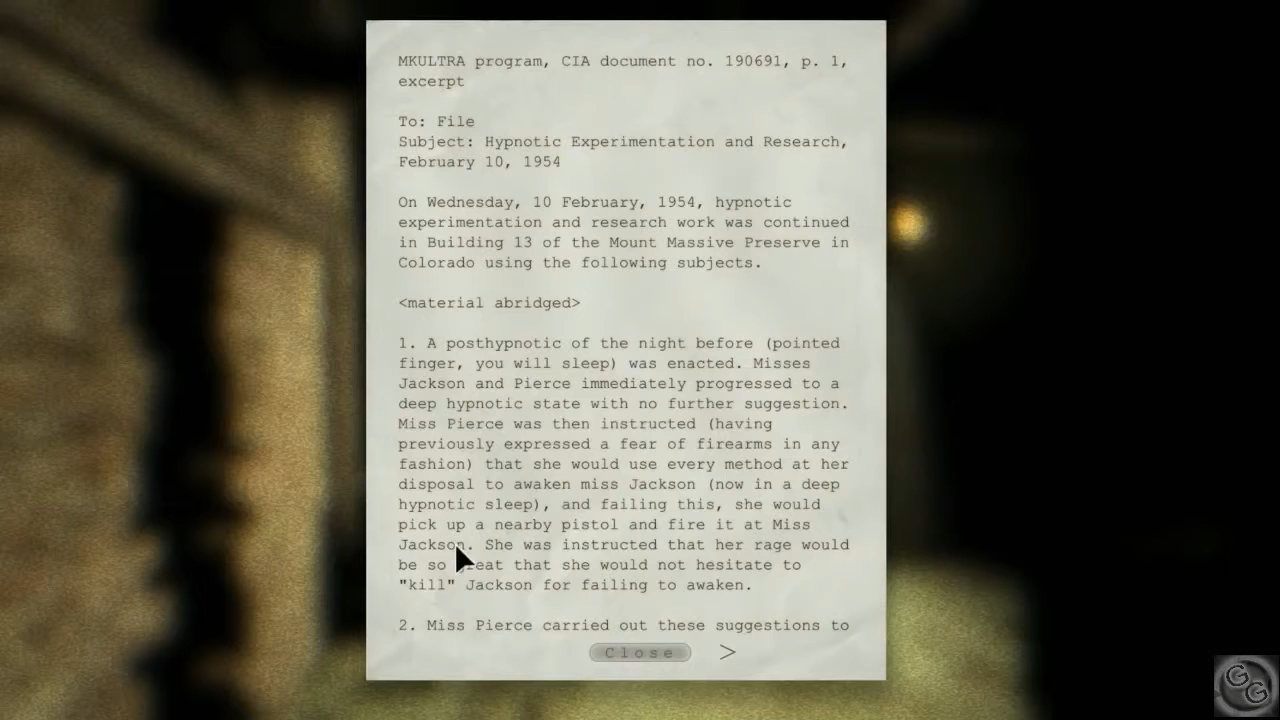 MKULTRA program, CIA document no. 190691, p. 1,
excerpt
To: File
Subject: Hypnotic Experimentation and Research,
February 10, 1954
On Wednesday, 10 February, 1954, hypnotic
experimentation and research work was continued
in Building 13 of the Mount Massive Preserve in
Colorado using the following subjects.
<material abridged>
1. A posthypnotic of the night before (pointed
finger, you will sleep) was enacted. Misses
Jackson and Pierce immediately progressed to a
deep hypnotic state with no further suggestion.
Miss Pierce was then instructed (having
previously expressed a fear of firearms in any
fashion) that she would use every method at her
disposal to awaken miss Jackson (now in a deep
hypnotic sleep), and failing this, she would
pick up a nearby pistol and fire it at Miss
Jackson. She was instructed that her rage would
be so great that she would not hesitate to
"kill" Jackson for failing to awaken.
2. Miss Pierce carried out these suggestions to
Close >
GG